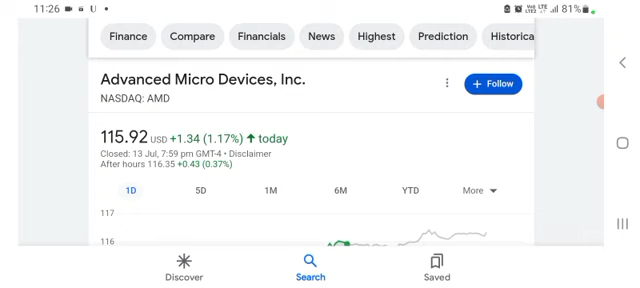 11:26
81%
Finance Compare Financials News Highest Prediction Historica
Advanced Micro Devices, Inc.
NASDAQ: AMD
+ Follow
115.92 USD +1.34 (1.17%) ↑ today
Closed: 13 Jul, 7:59 pm GMT-4 • Disclaimer
After hours 116.35 +0.43 (0.37%)
1D 5D 1M 6M YTD More
117
116
Discover Search Saved